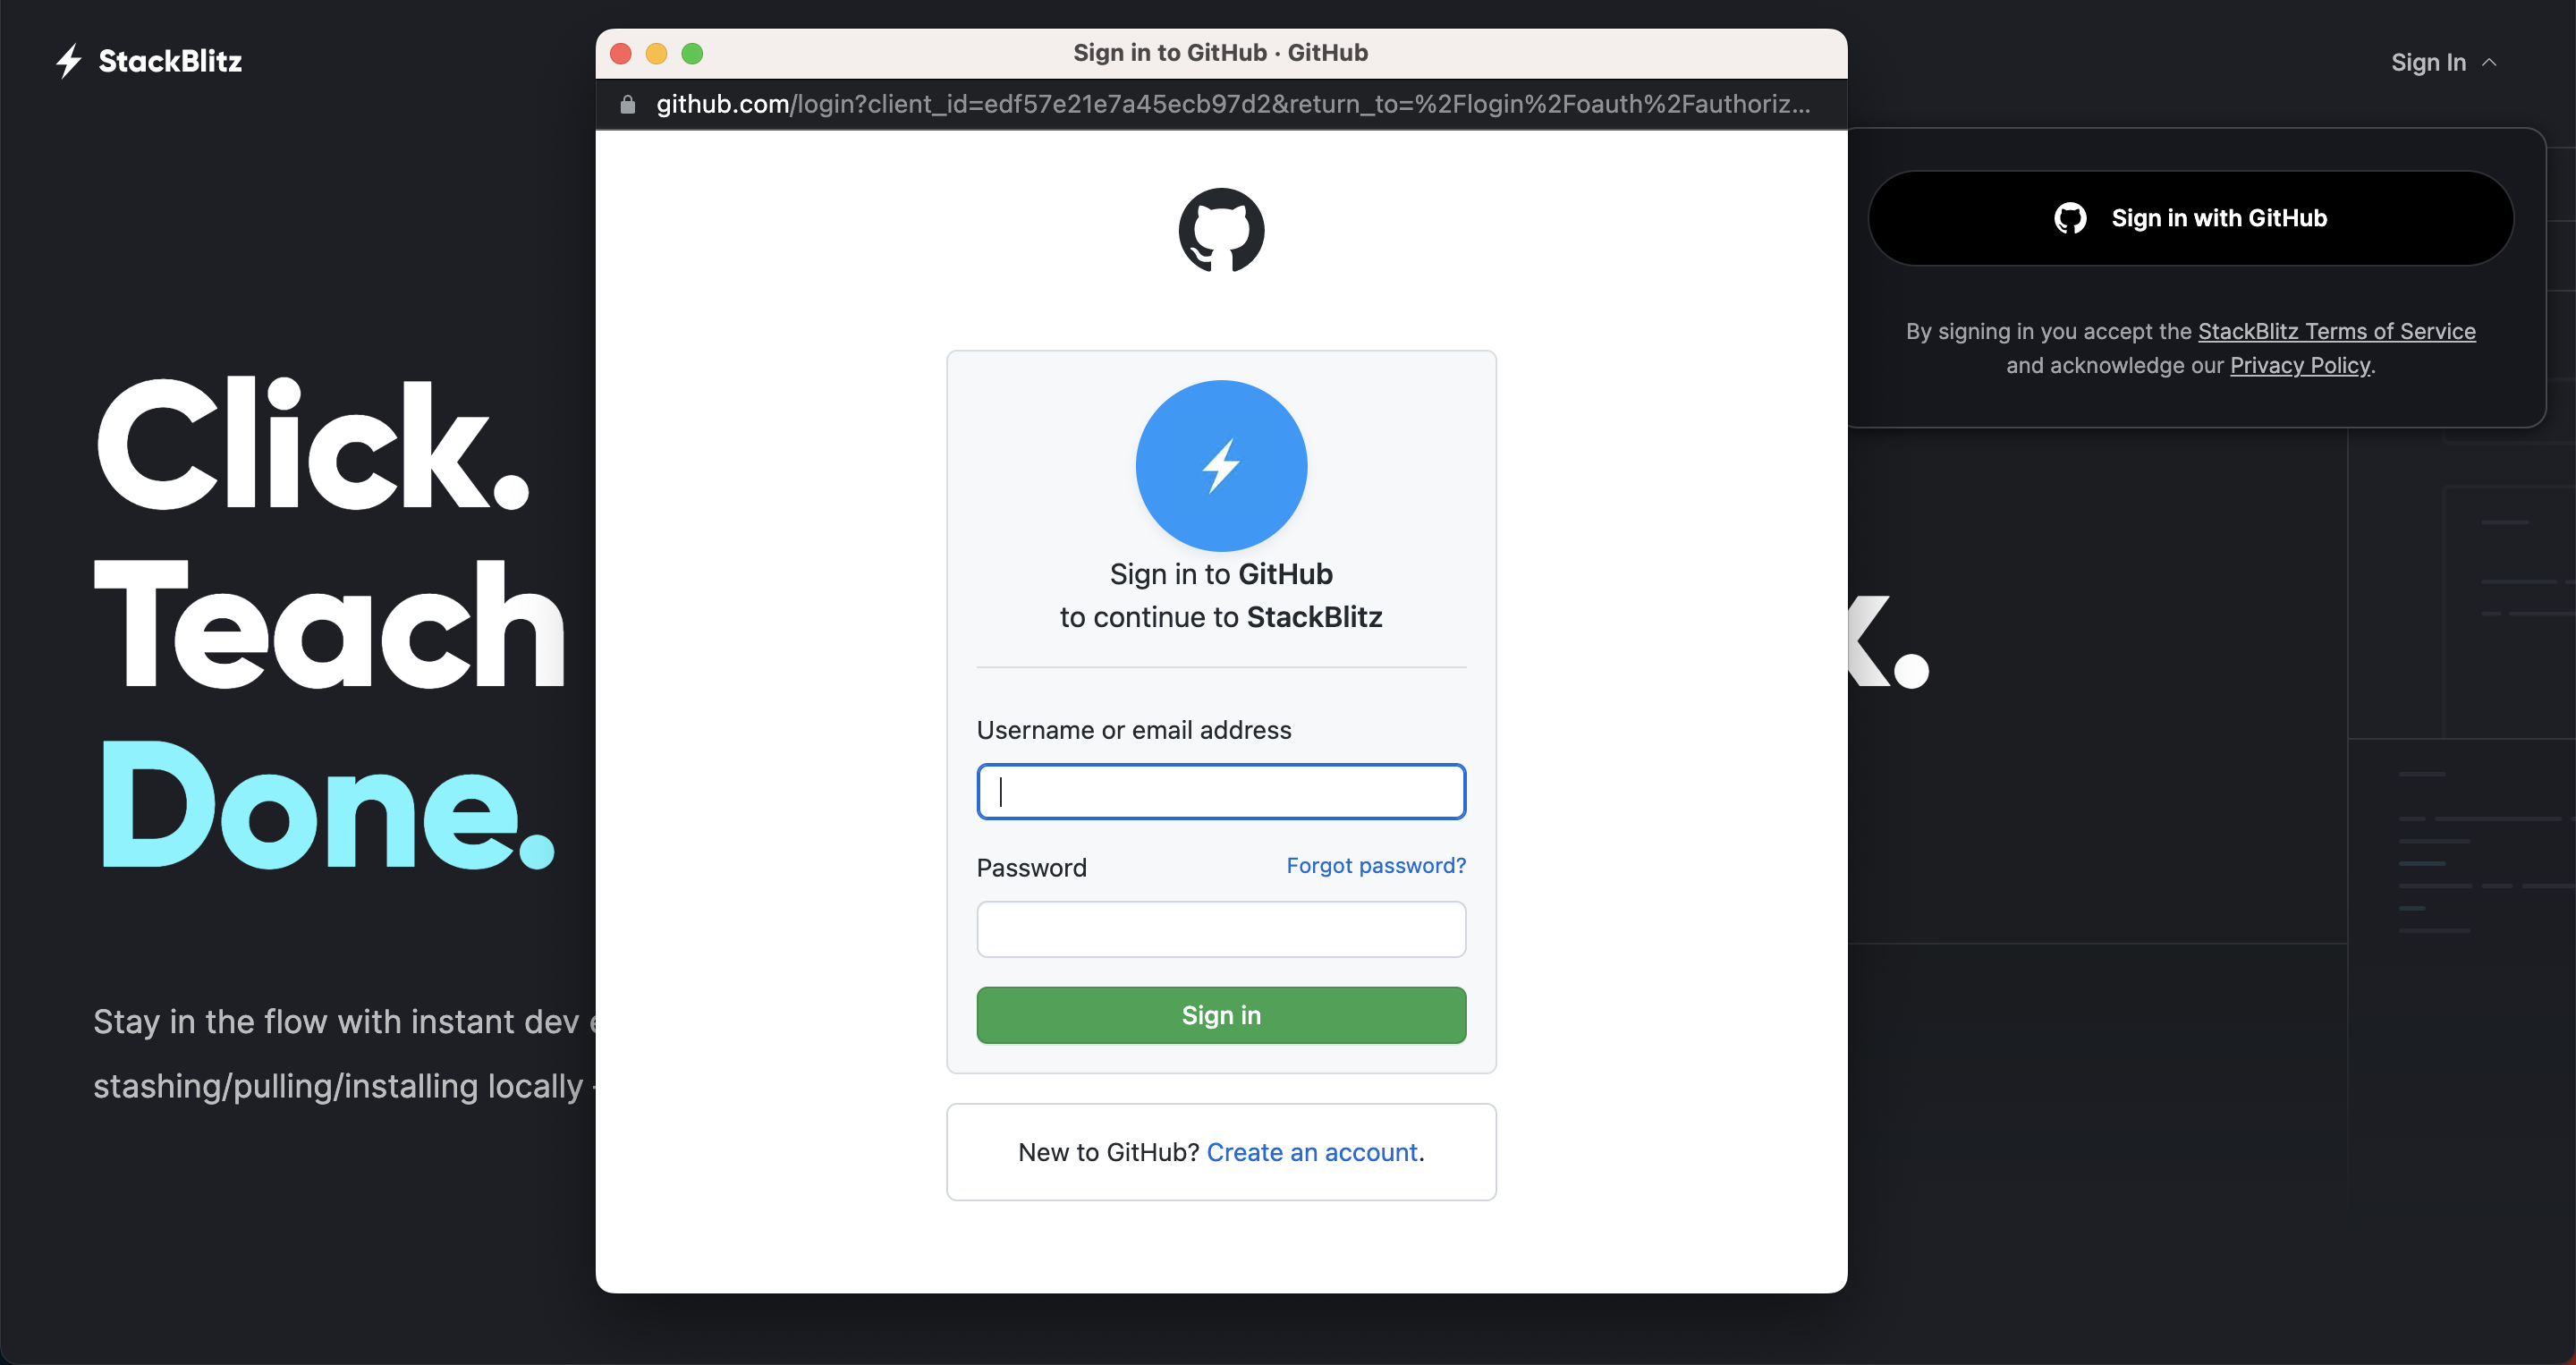 StackBlitz
Sign In
Sign in to GitHub · GitHub
github.com/login?client_id=edf57e21e7a45ecb97d2&return_to=%2Flogin%2Foauth%2Fauthoriz...
Sign in with GitHub
By signing in you accept the StackBlitz Terms of Service
and acknowledge our Privacy Policy.
Click.
Teach
k.
Done.
Stay in the flow with instant dev
stashing/pulling/installing locally
Sign in to GitHub
to continue to StackBlitz
Username or email address
Password
Forgot password?
Sign in
New to GitHub? Create an account.